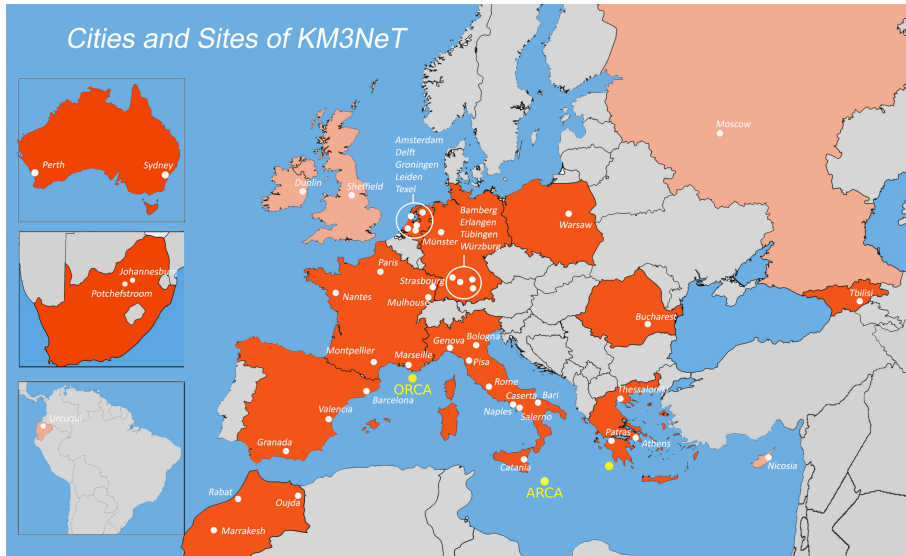 Cities and Sites of KM3NeT
Perth
Sydney
Johannesburg
Potchefstroom
Urcuqui
Moscow
Dublin
Sheffield
Amsterdam
Delft
Groningen
Leiden
Texel
Bamberg
Erlangen
Tübingen
Würzburg
Münster
Warsaw
Paris
Strasbourg
Nantes
Mulhouse
Tbilisi
Bucharest
Montpellier
Marseille
Genova
Bologna
Pisa
ORCA
Barcelona
Rome
Caserta
Bari
Naples
Salerno
Thessaloniki
Valencia
Granada
Patras
Athens
Catania
Nicosia
ARCA
Rabat
Oujda
Marrakesh